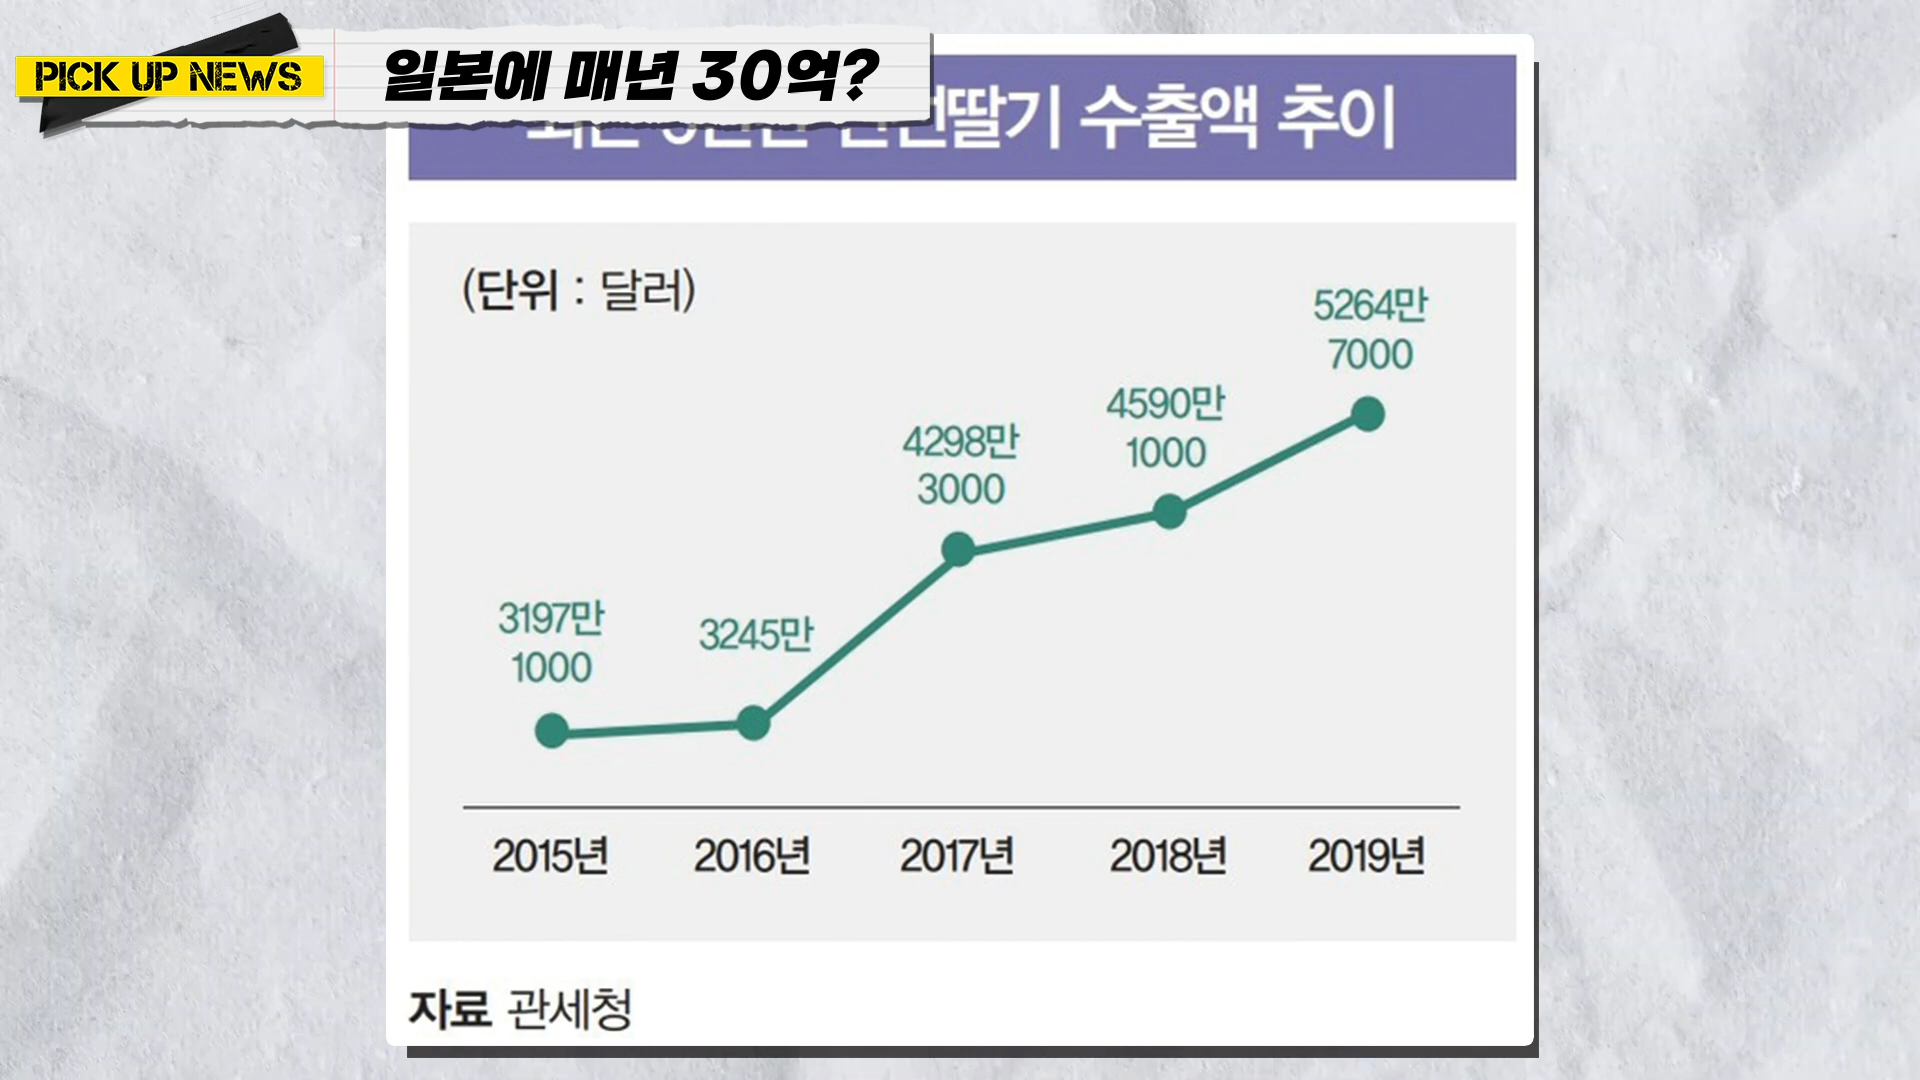 PICK UP NEWS
일본에 매년 30억?
수출액 추이
(단위 : 달러)
3197만
1000
3245만
4298만
3000
4590만
1000
5264만
7000
2015년
2016년
2017년
2018년
2019년
자료 관세청